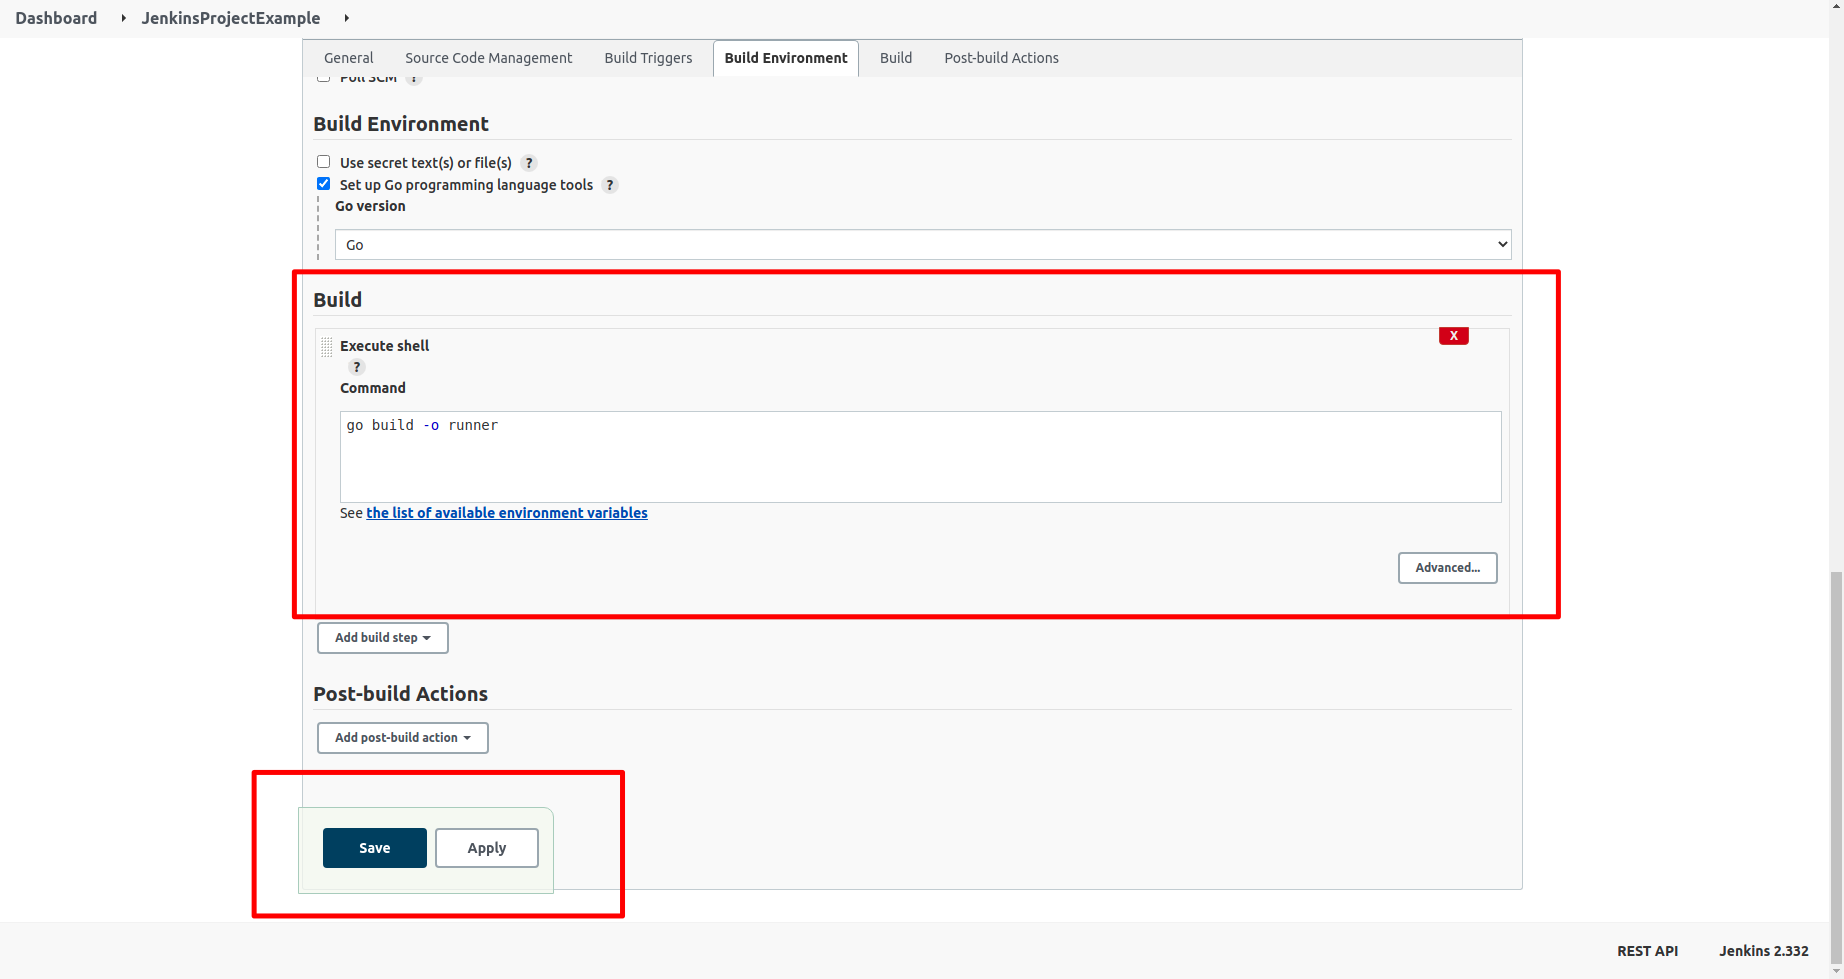 Dashboard JenkinsProjectExample
General Source Code Management Build Triggers Build Environment Build Post-build Actions
Poll SCM ?
Build Environment
Use secret text(s) or file(s) ?
Set up Go programming language tools ?
Go version
Go
Build
X
Execute shell
?
Command
go build -o runner
See the list of available environment variables
Advanced...
Add build step
Post-build Actions
Add post-build action
Save Apply
REST API Jenkins 2.332